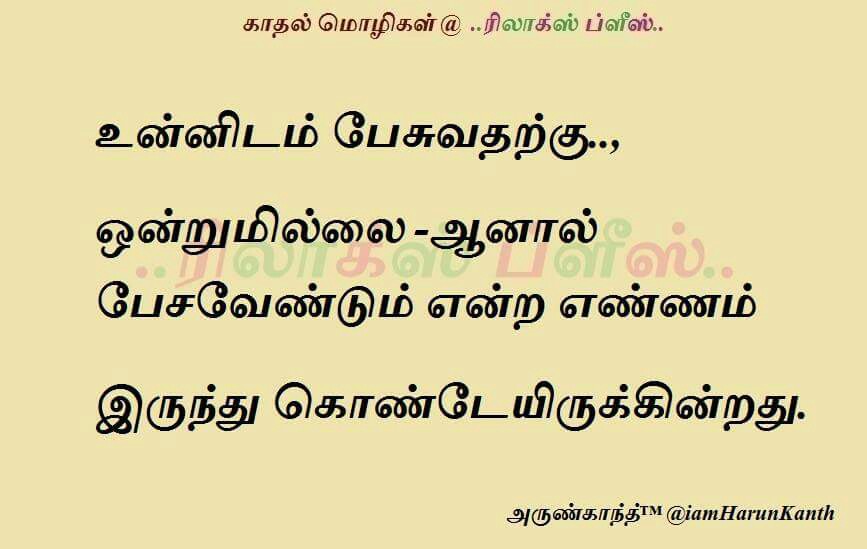 காதல் மொழிகள் @ ..ரிலாக்ஸ் ப்ளீஸ்..
உன்னிடம் பேசுவதற்கு..,
ஒன்றுமில்லை -ஆனால்
..ரிலாக்ஸ் ப்ளீஸ்..
பேசவேண்டும் என்ற எண்ணம்
இருந்து கொண்டேயிருக்கின்றது.
அருண்காந்த்™ @iamHarunKanth